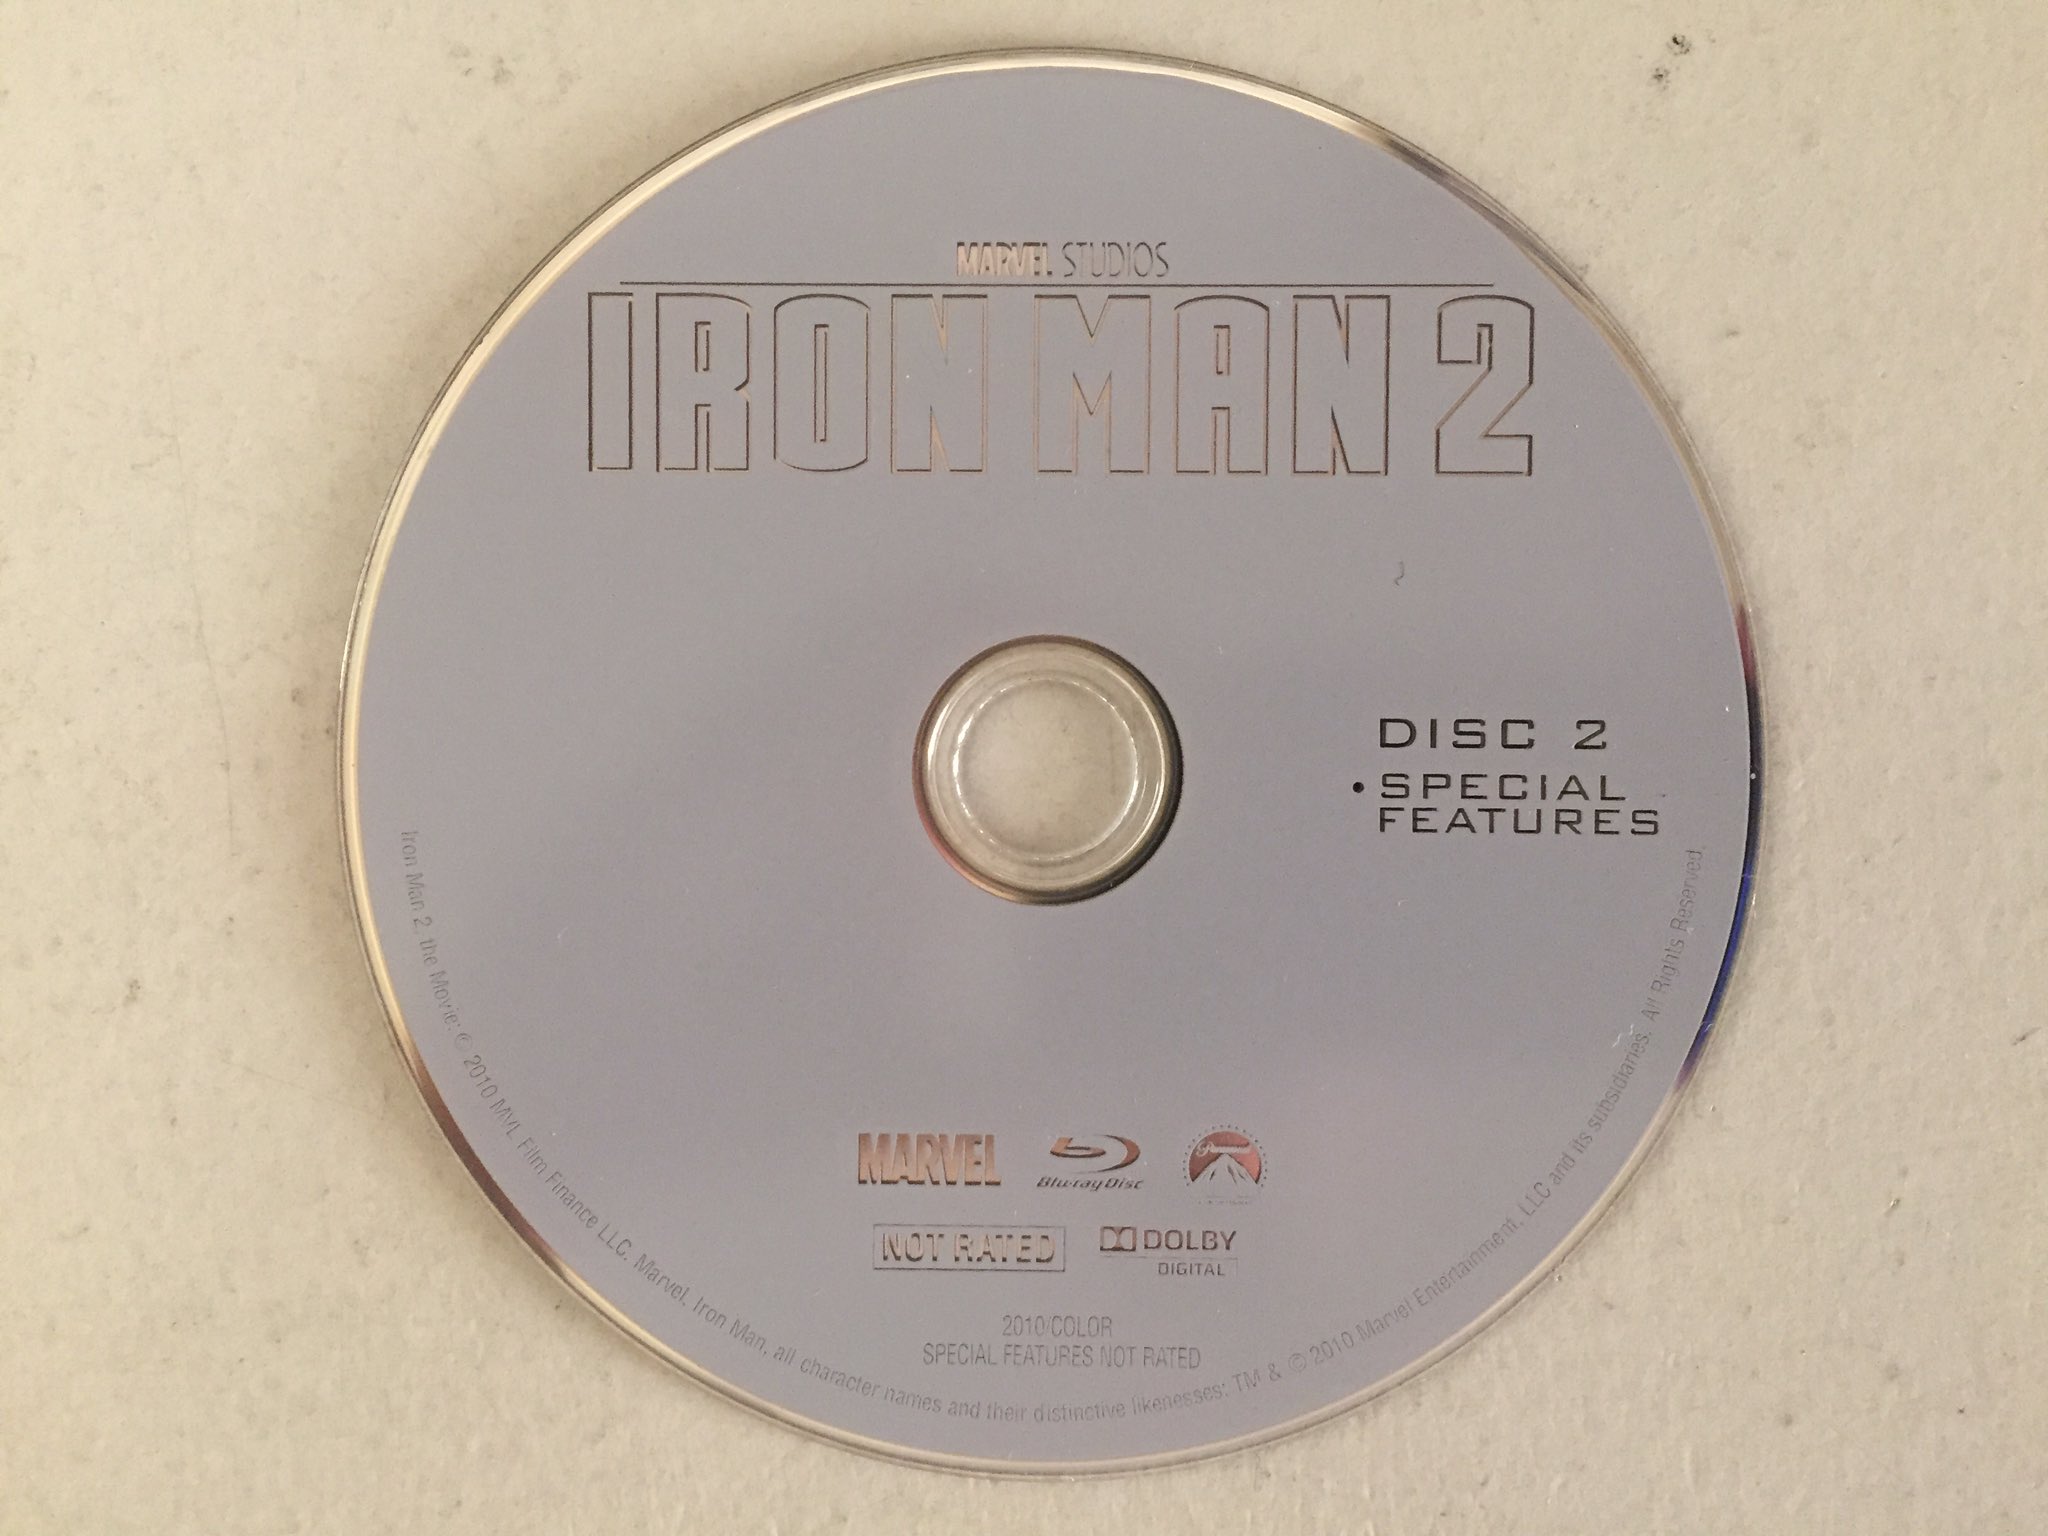 MARVEL STUDIOS
IRON MAN 2
DISC 2
• SPECIAL
FEATURES
MARVEL
Blu-ray Disc
Paramount
NOT RATED
DOLBY
DIGITAL
2010/COLOR
SPECIAL FEATURES NOT RATED
Iron Man 2, the Movie: © 2010 MVL Film Finance LLC. Marvel, Iron Man, all character names and their distinctive likenesses: TM & © 2010 Marvel Entertainment, LLC and its subsidiaries. All Rights Reserved.